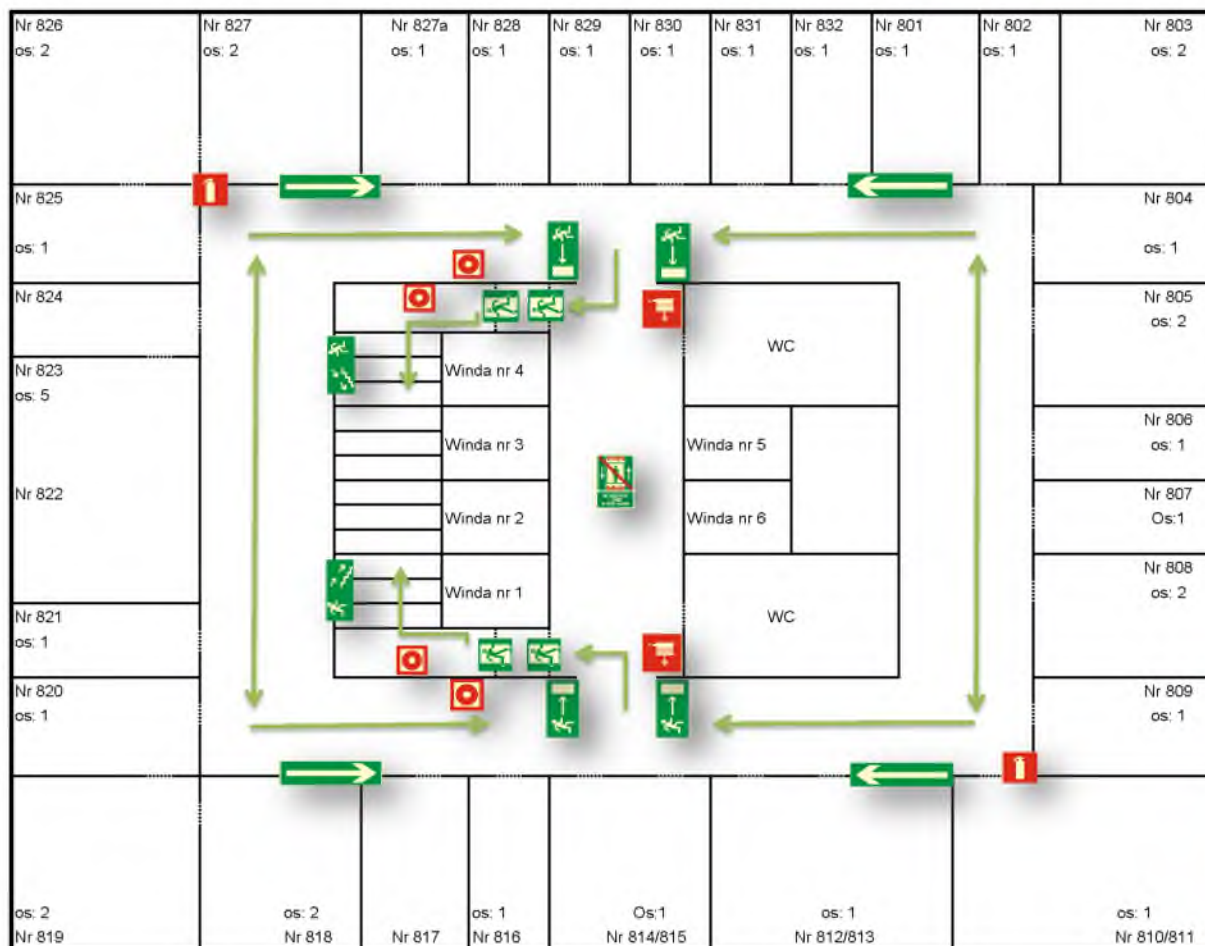 Nr 826
os: 2
Nr 827
os: 2
Nr 827a
os: 1
Nr 828
os: 1
Nr 829
os: 1
Nr 830
os: 1
Nr 831
os: 1
Nr 832
os: 1
Nr 801
os: 1
Nr 802
os: 1
Nr 803
os: 2
Nr 825
os: 1
Nr 804
os: 1
Nr 824
Nr 805
os: 2
WC
Nr 823
os: 5
Winda nr 4
Winda nr 3
Winda nr 5
Nr 806
os: 1
Nr 822
Winda nr 2
Winda nr 6
Nr 807
Os:1
Winda nr 1
Nr 808
os: 2
Nr 821
os: 1
WC
Nr 820
os: 1
Nr 809
os: 1
os: 2
Nr 819
os: 2
Nr 818
Nr 817
os: 1
Nr 816
Os:1
Nr 814/815
os: 1
Nr 812/813
os: 1
Nr 810/811